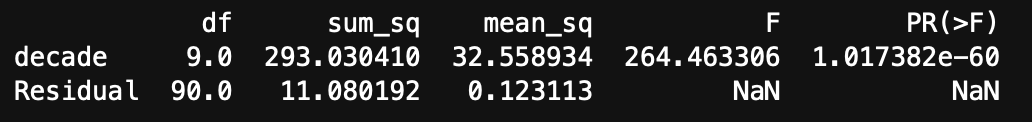 df sum_sq mean_sq F PR(>F)
decade 9.0 293.030410 32.558934 264.463306 1.017382e-60
Residual 90.0 11.080192 0.123113 NaN NaN